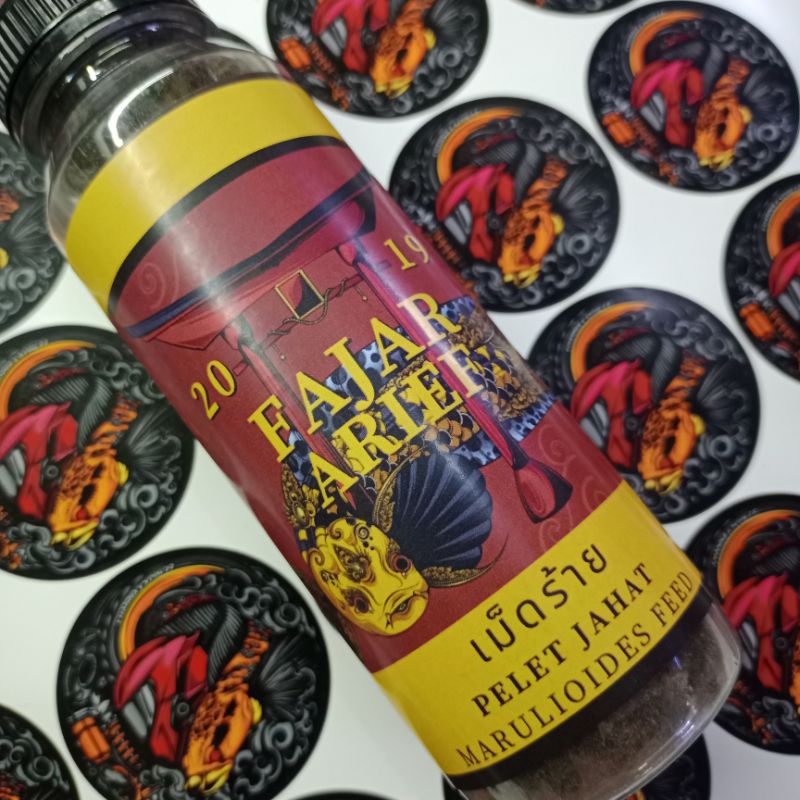 20 19
FAJAR
ARIEF
เม็ดร้าย
PELET JAHAT
MARULIOIDES FEED